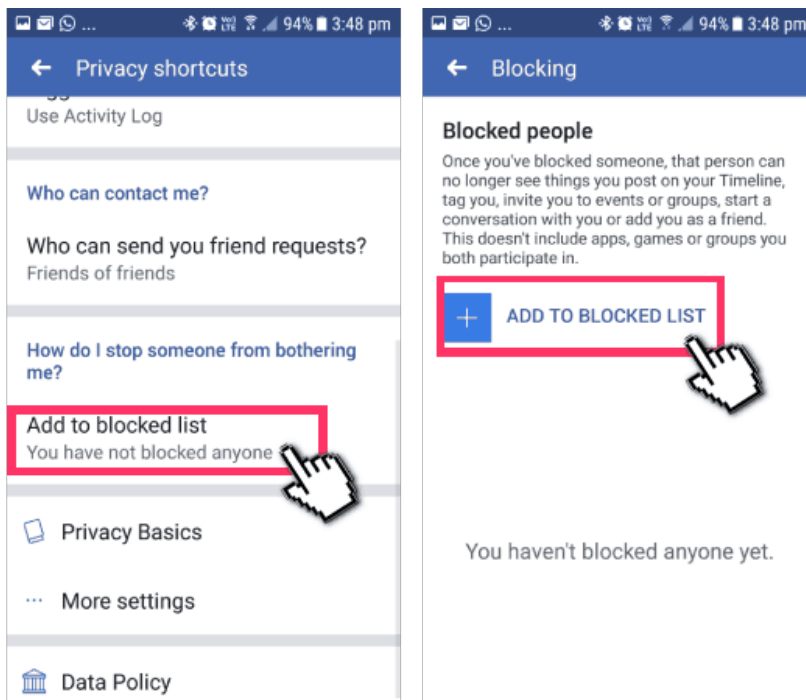 ... 94% 3:48 pm
Privacy shortcuts
Use Activity Log
Who can contact me?
Who can send you friend requests?
Friends of friends
How do I stop someone from bothering
me?
Add to blocked list
You have not blocked anyone
Privacy Basics
... More settings
Data Policy
... 94% 3:48 pm
Blocking
Blocked people
Once you've blocked someone, that person can
no longer see things you post on your Timeline,
tag you, invite you to events or groups, start a
conversation with you or add you as a friend.
This doesn't include apps, games or groups you
both participate in.
+ ADD TO BLOCKED LIST
You haven't blocked anyone yet.